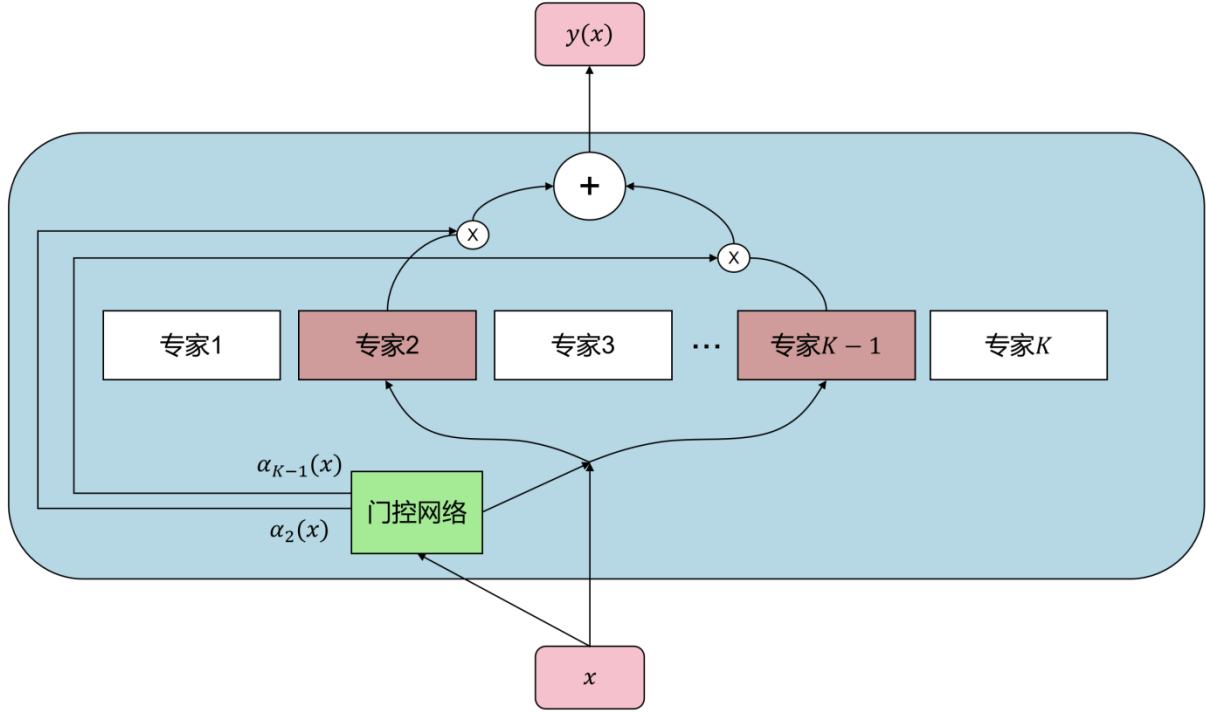 y(x)
+
X
X
专家1
专家2
专家3
...
专家K − 1
专家K
α_{K−1}(x)
门控网络
α_2(x)
x